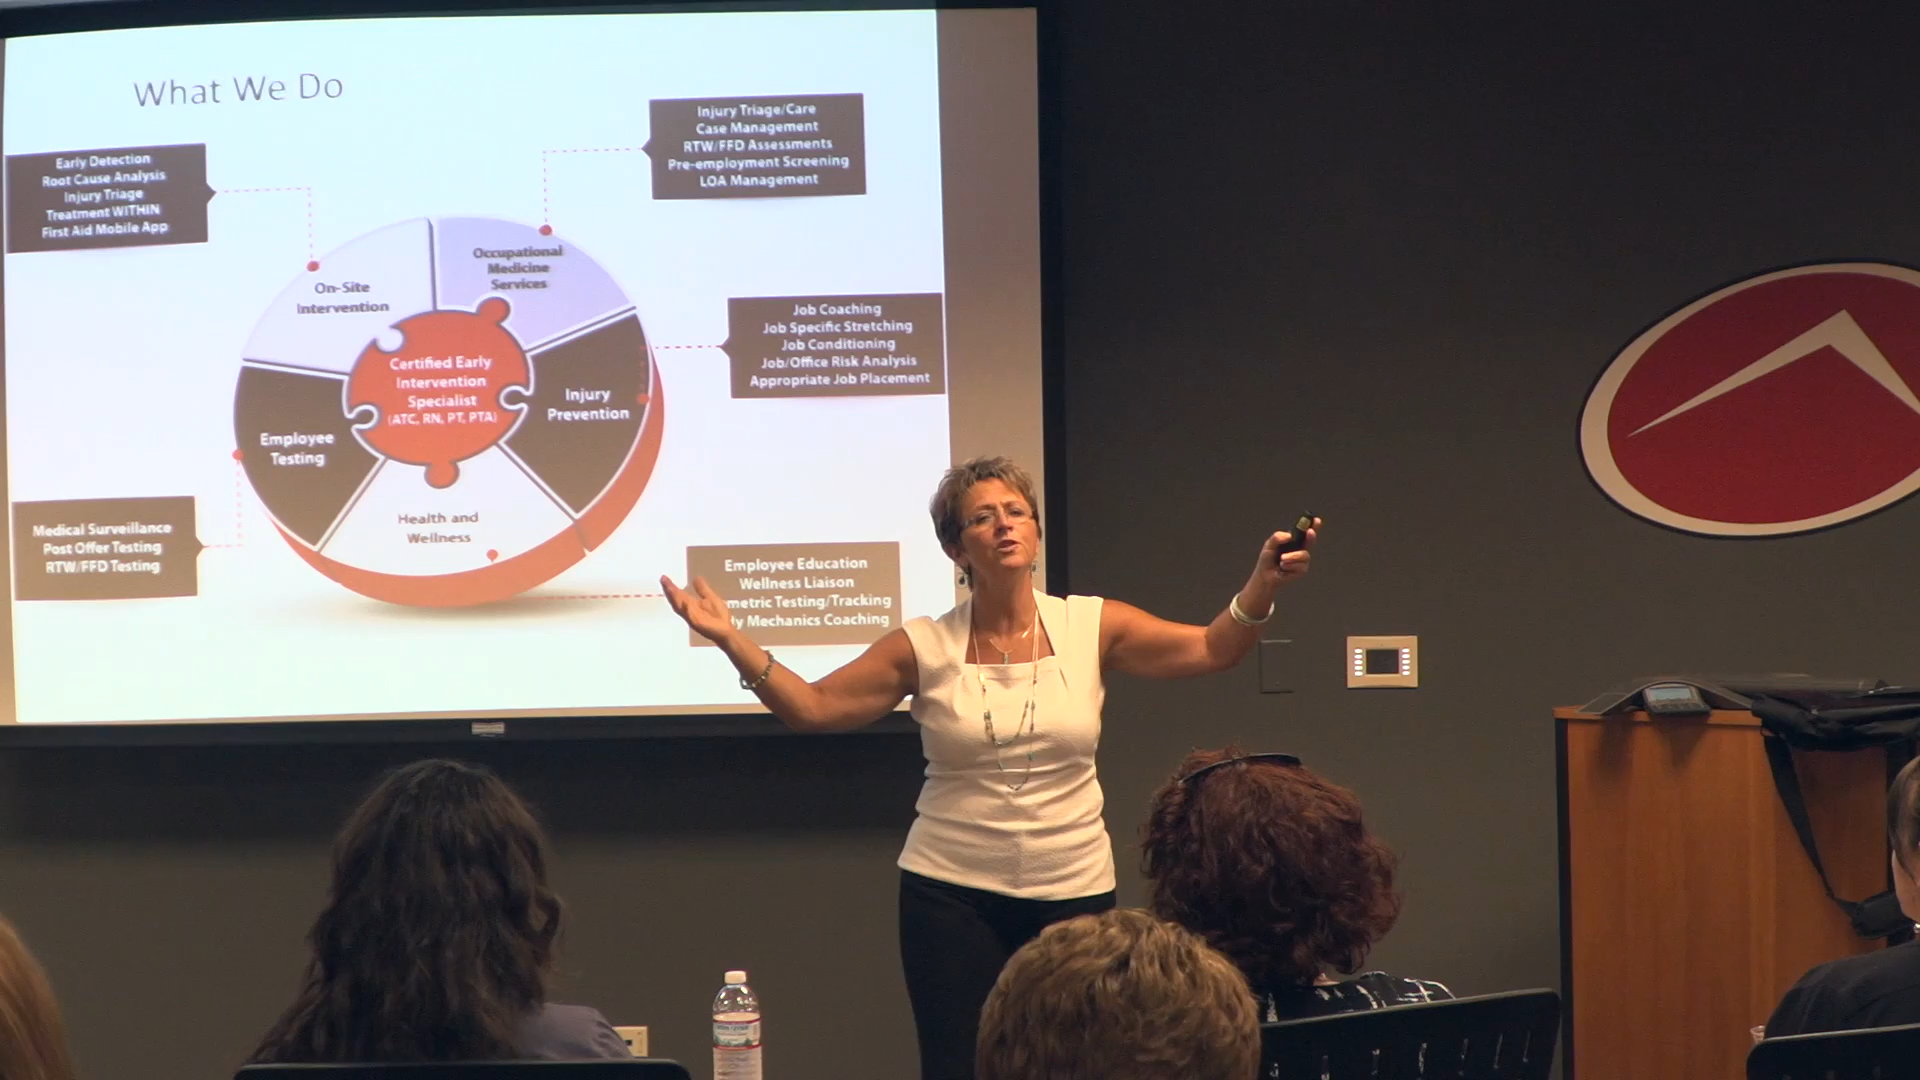 What We Do
Early Detection
Root Cause Analysis
Injury Triage
Treatment WITHIN
First Aid Mobile App
Injury Triage/Care
Case Management
RTW/FFD Assessments
Pre-employment Screening
LOA Management
On-Site
Intervention
Occupational
Medicine
Services
Job Coaching
Job Specific Stretching
Job Conditioning
Job/Office Risk Analysis
Appropriate Job Placement
Certified Early
Intervention
Specialist
(ATC, RN, PT, PTA)
Injury
Prevention
Employee
Testing
Health and
Wellness
Medical Surveillance
Post Offer Testing
RTW/FFD Testing
Employee Education
Wellness Liaison
Testing/Tracking
Mechanics Coaching